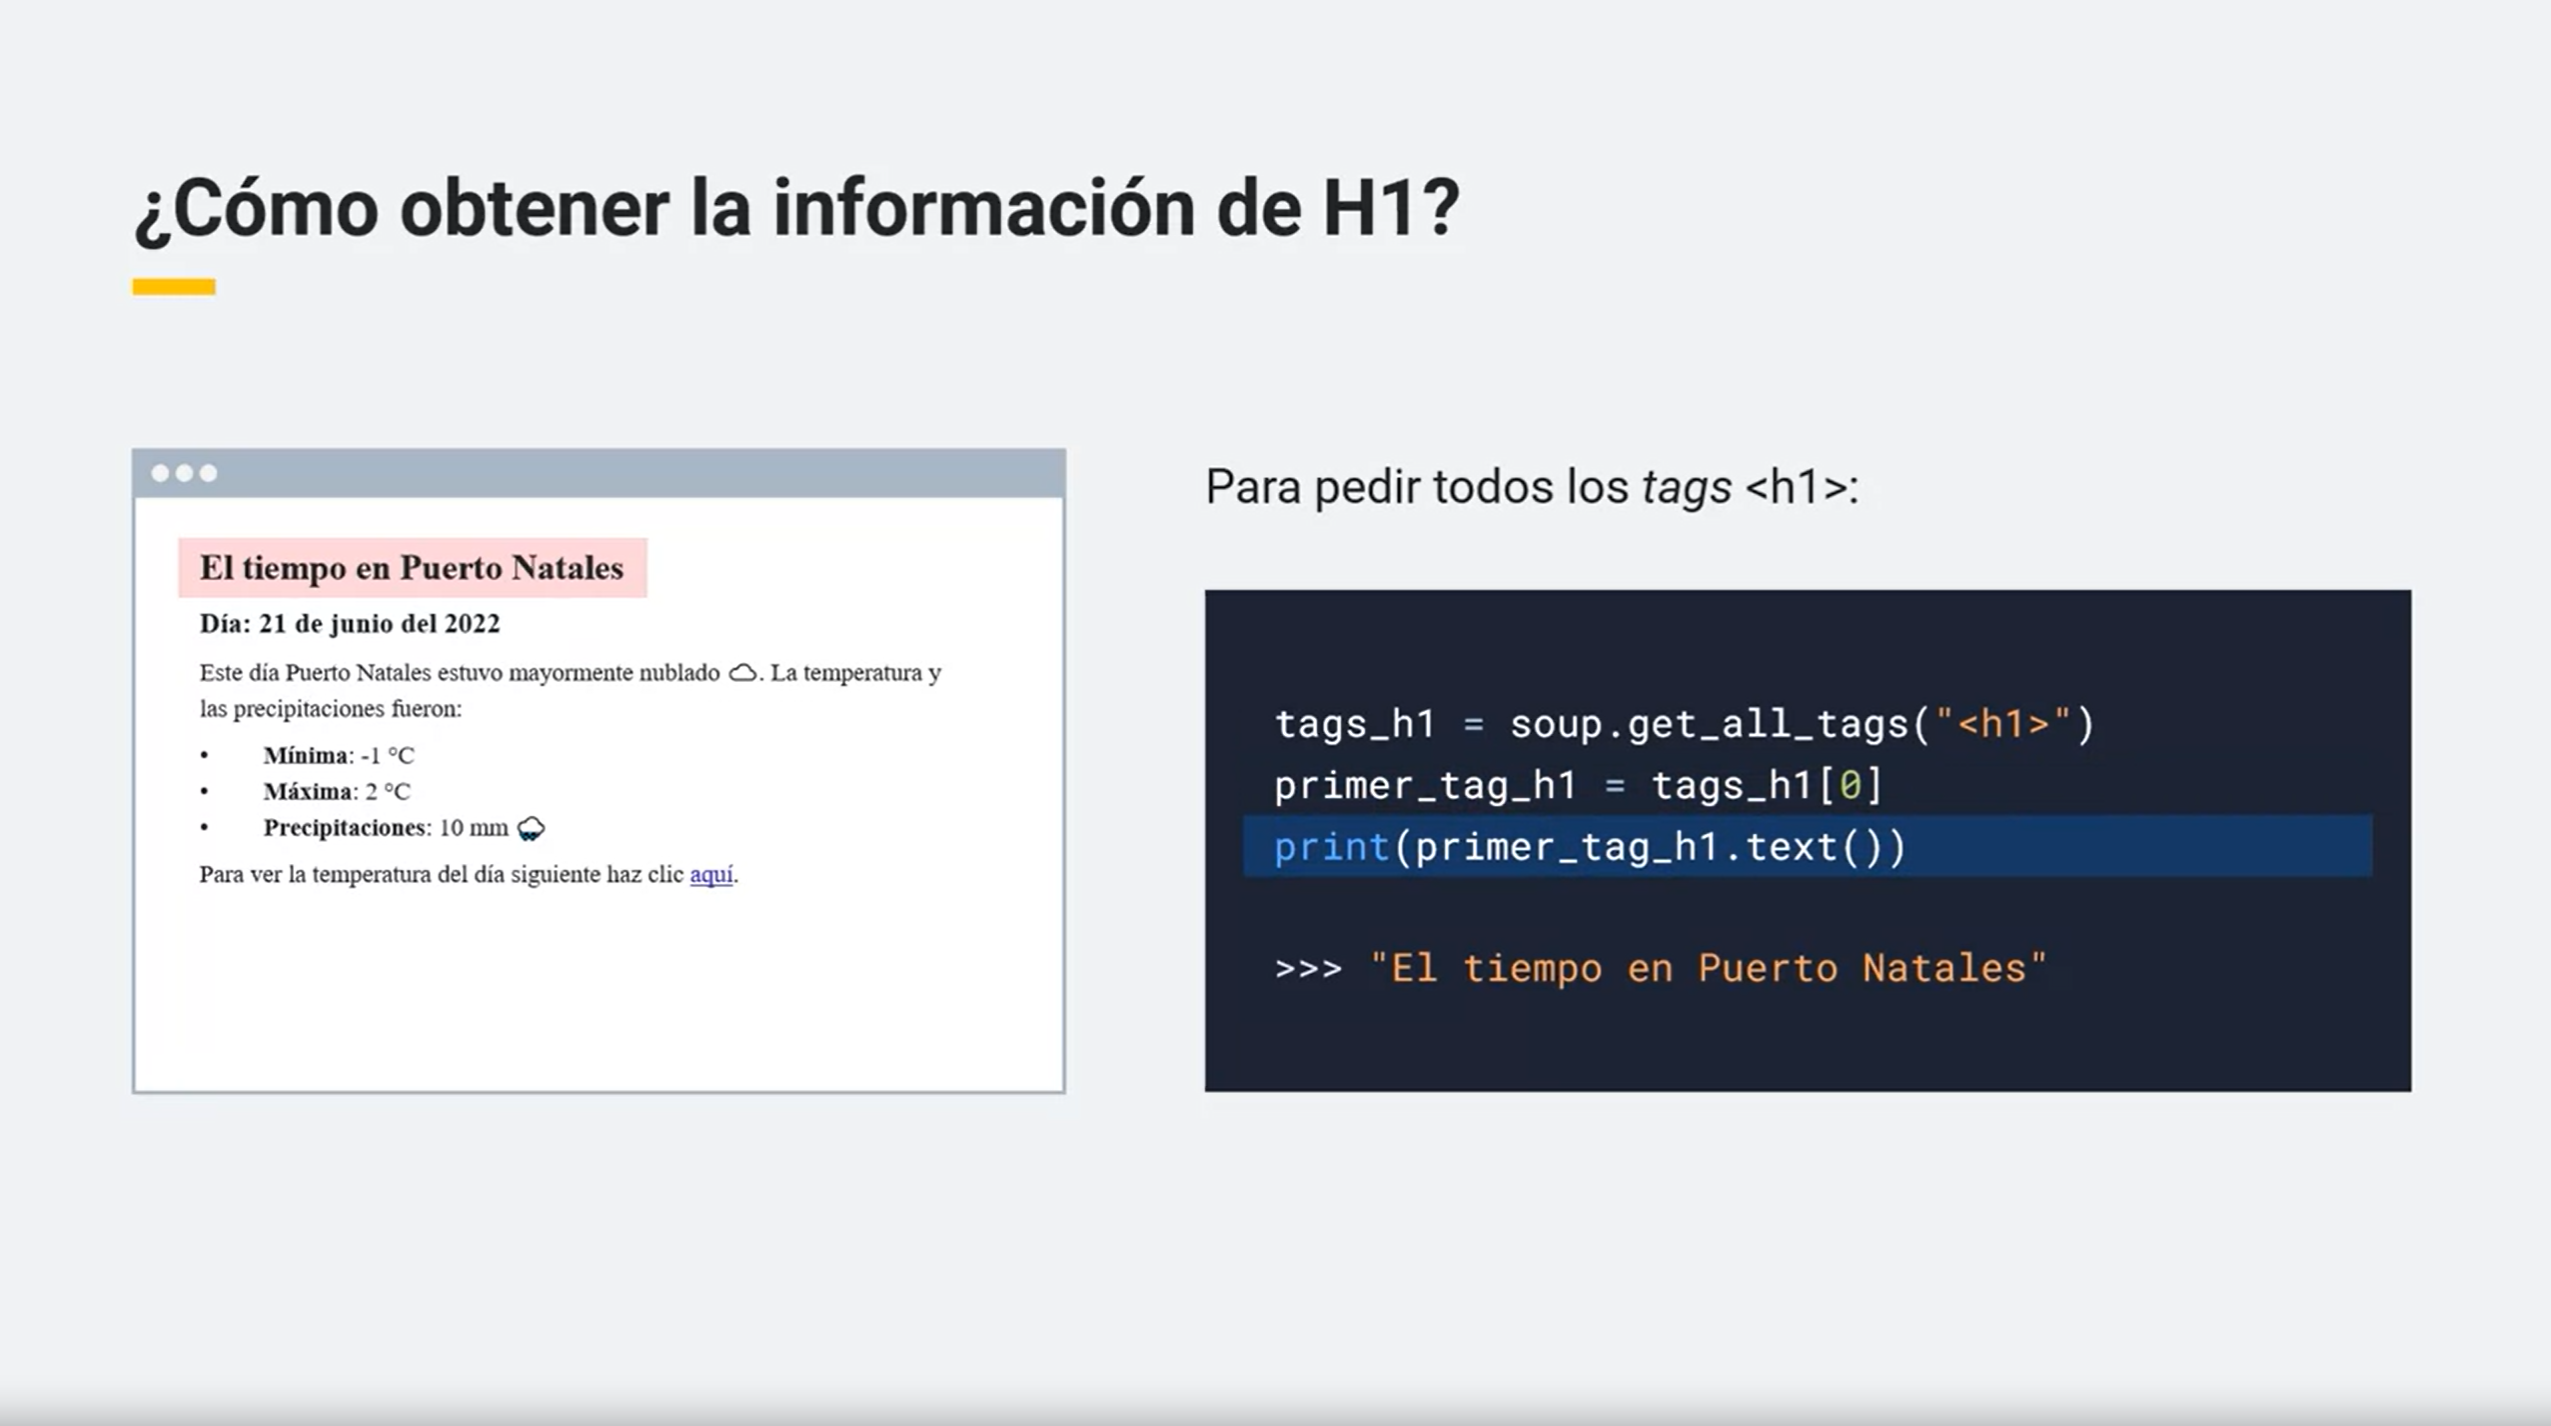 ¿Cómo obtener la información de H1?
El tiempo en Puerto Natales
Día: 21 de junio del 2022
Este día Puerto Natales estuvo mayormente nublado ☁. La temperatura y
las precipitaciones fueron:
• Mínima: -1 °C
• Máxima: 2 °C
• Precipitaciones: 10 mm 🌧
Para ver la temperatura del día siguiente haz clic aquí.
Para pedir todos los tags <h1>:
tags_h1 = soup.get_all_tags("<h1>")
primer_tag_h1 = tags_h1[0]
print(primer_tag_h1.text())
>>> "El tiempo en Puerto Natales"